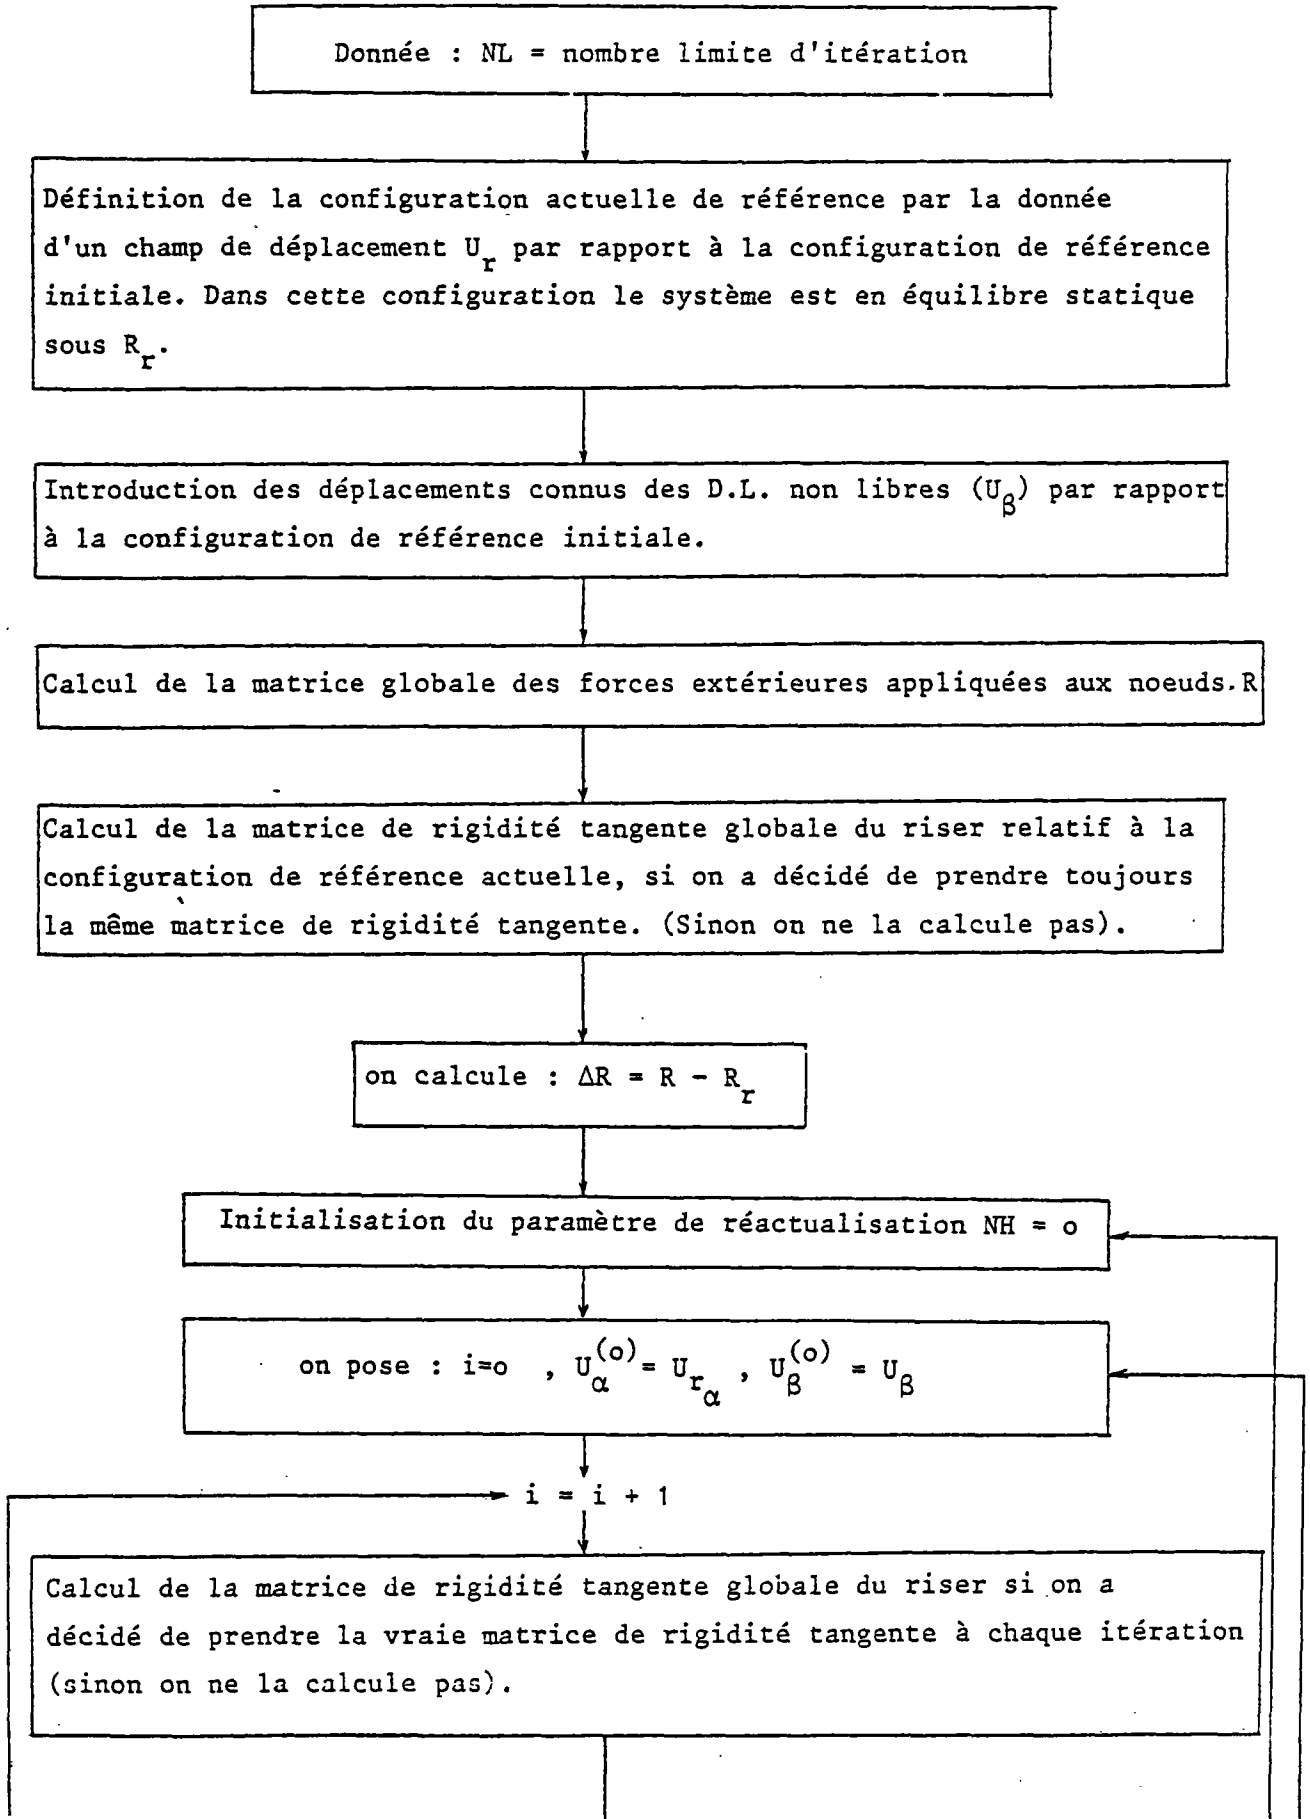 Donnée : NL = nombre limite d'itération
Définition de la configuration actuelle de référence par la donnée
d'un champ de déplacement U_r par rapport à la configuration de référence
initiale. Dans cette configuration le système est en équilibre statique
sous R_r.
Introduction des déplacements connus des D.L. non libres (U_β) par rapport
à la configuration de référence initiale.
Calcul de la matrice globale des forces extérieures appliquées aux noeuds.R
Calcul de la matrice de rigidité tangente globale du riser relatif à la
configuration de référence actuelle, si on a décidé de prendre toujours
la même matrice de rigidité tangente. (Sinon on ne la calcule pas).
on calcule : ΔR = R - R_r
Initialisation du paramètre de réactualisation NH = o
on pose : i=o , U_α^(o) = U_r_α , U_β^(o) = U_β
i = i + 1
Calcul de la matrice de rigidité tangente globale du riser si on a
décidé de prendre la vraie matrice de rigidité tangente à chaque itération
(sinon on ne la calcule pas).